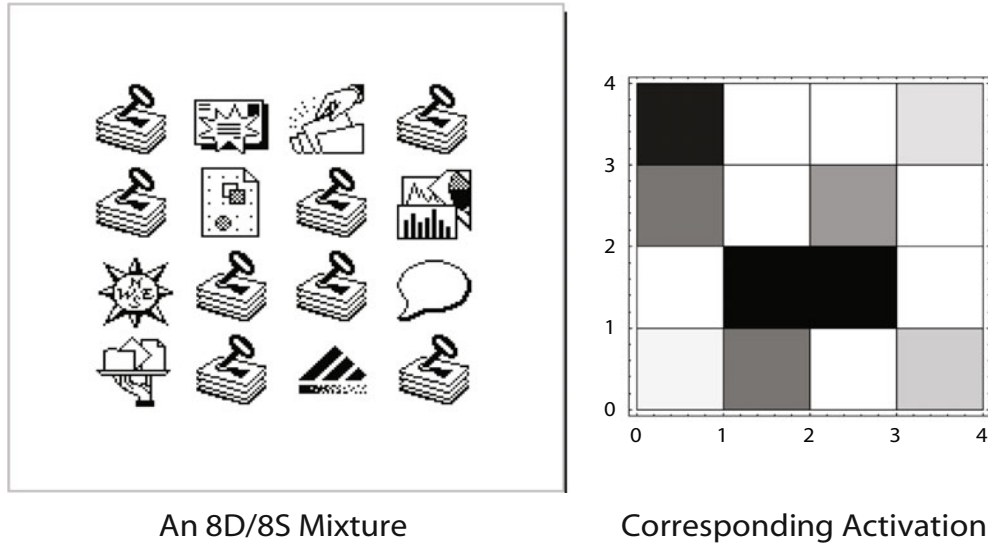 4
3
2
1
0
0 1 2 3 4
N
W E
S
An 8D/8S Mixture
Corresponding Activation